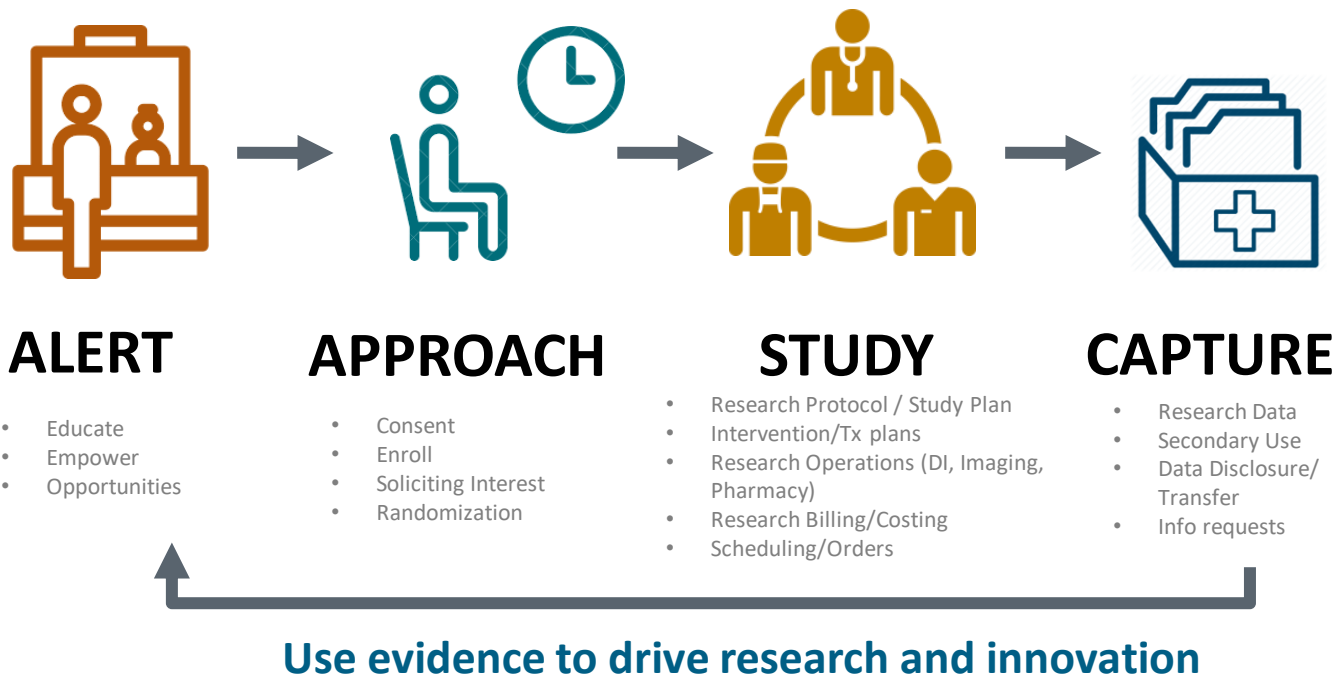 ALERT
• Educate
• Empower
• Opportunities
APPROACH
• Consent
• Enroll
• Soliciting Interest
• Randomization
STUDY
• Research Protocol / Study Plan
• Intervention/Tx plans
• Research Operations (DI, Imaging,
Pharmacy)
• Research Billing/Costing
• Scheduling/Orders
CAPTURE
• Research Data
• Secondary Use
• Data Disclosure/
Transfer
• Info requests
Use evidence to drive research and innovation